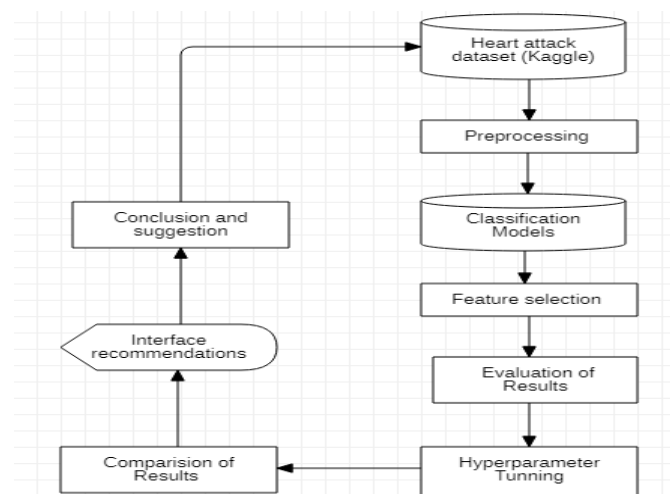 Heart attack
dataset (Kaggle)
Preprocessing
Classification
Models
Feature selection
Evaluation of
Results
Hyperparameter
Tunning
Comparision of
Results
Interface
recommendations
Conclusion and
suggestion